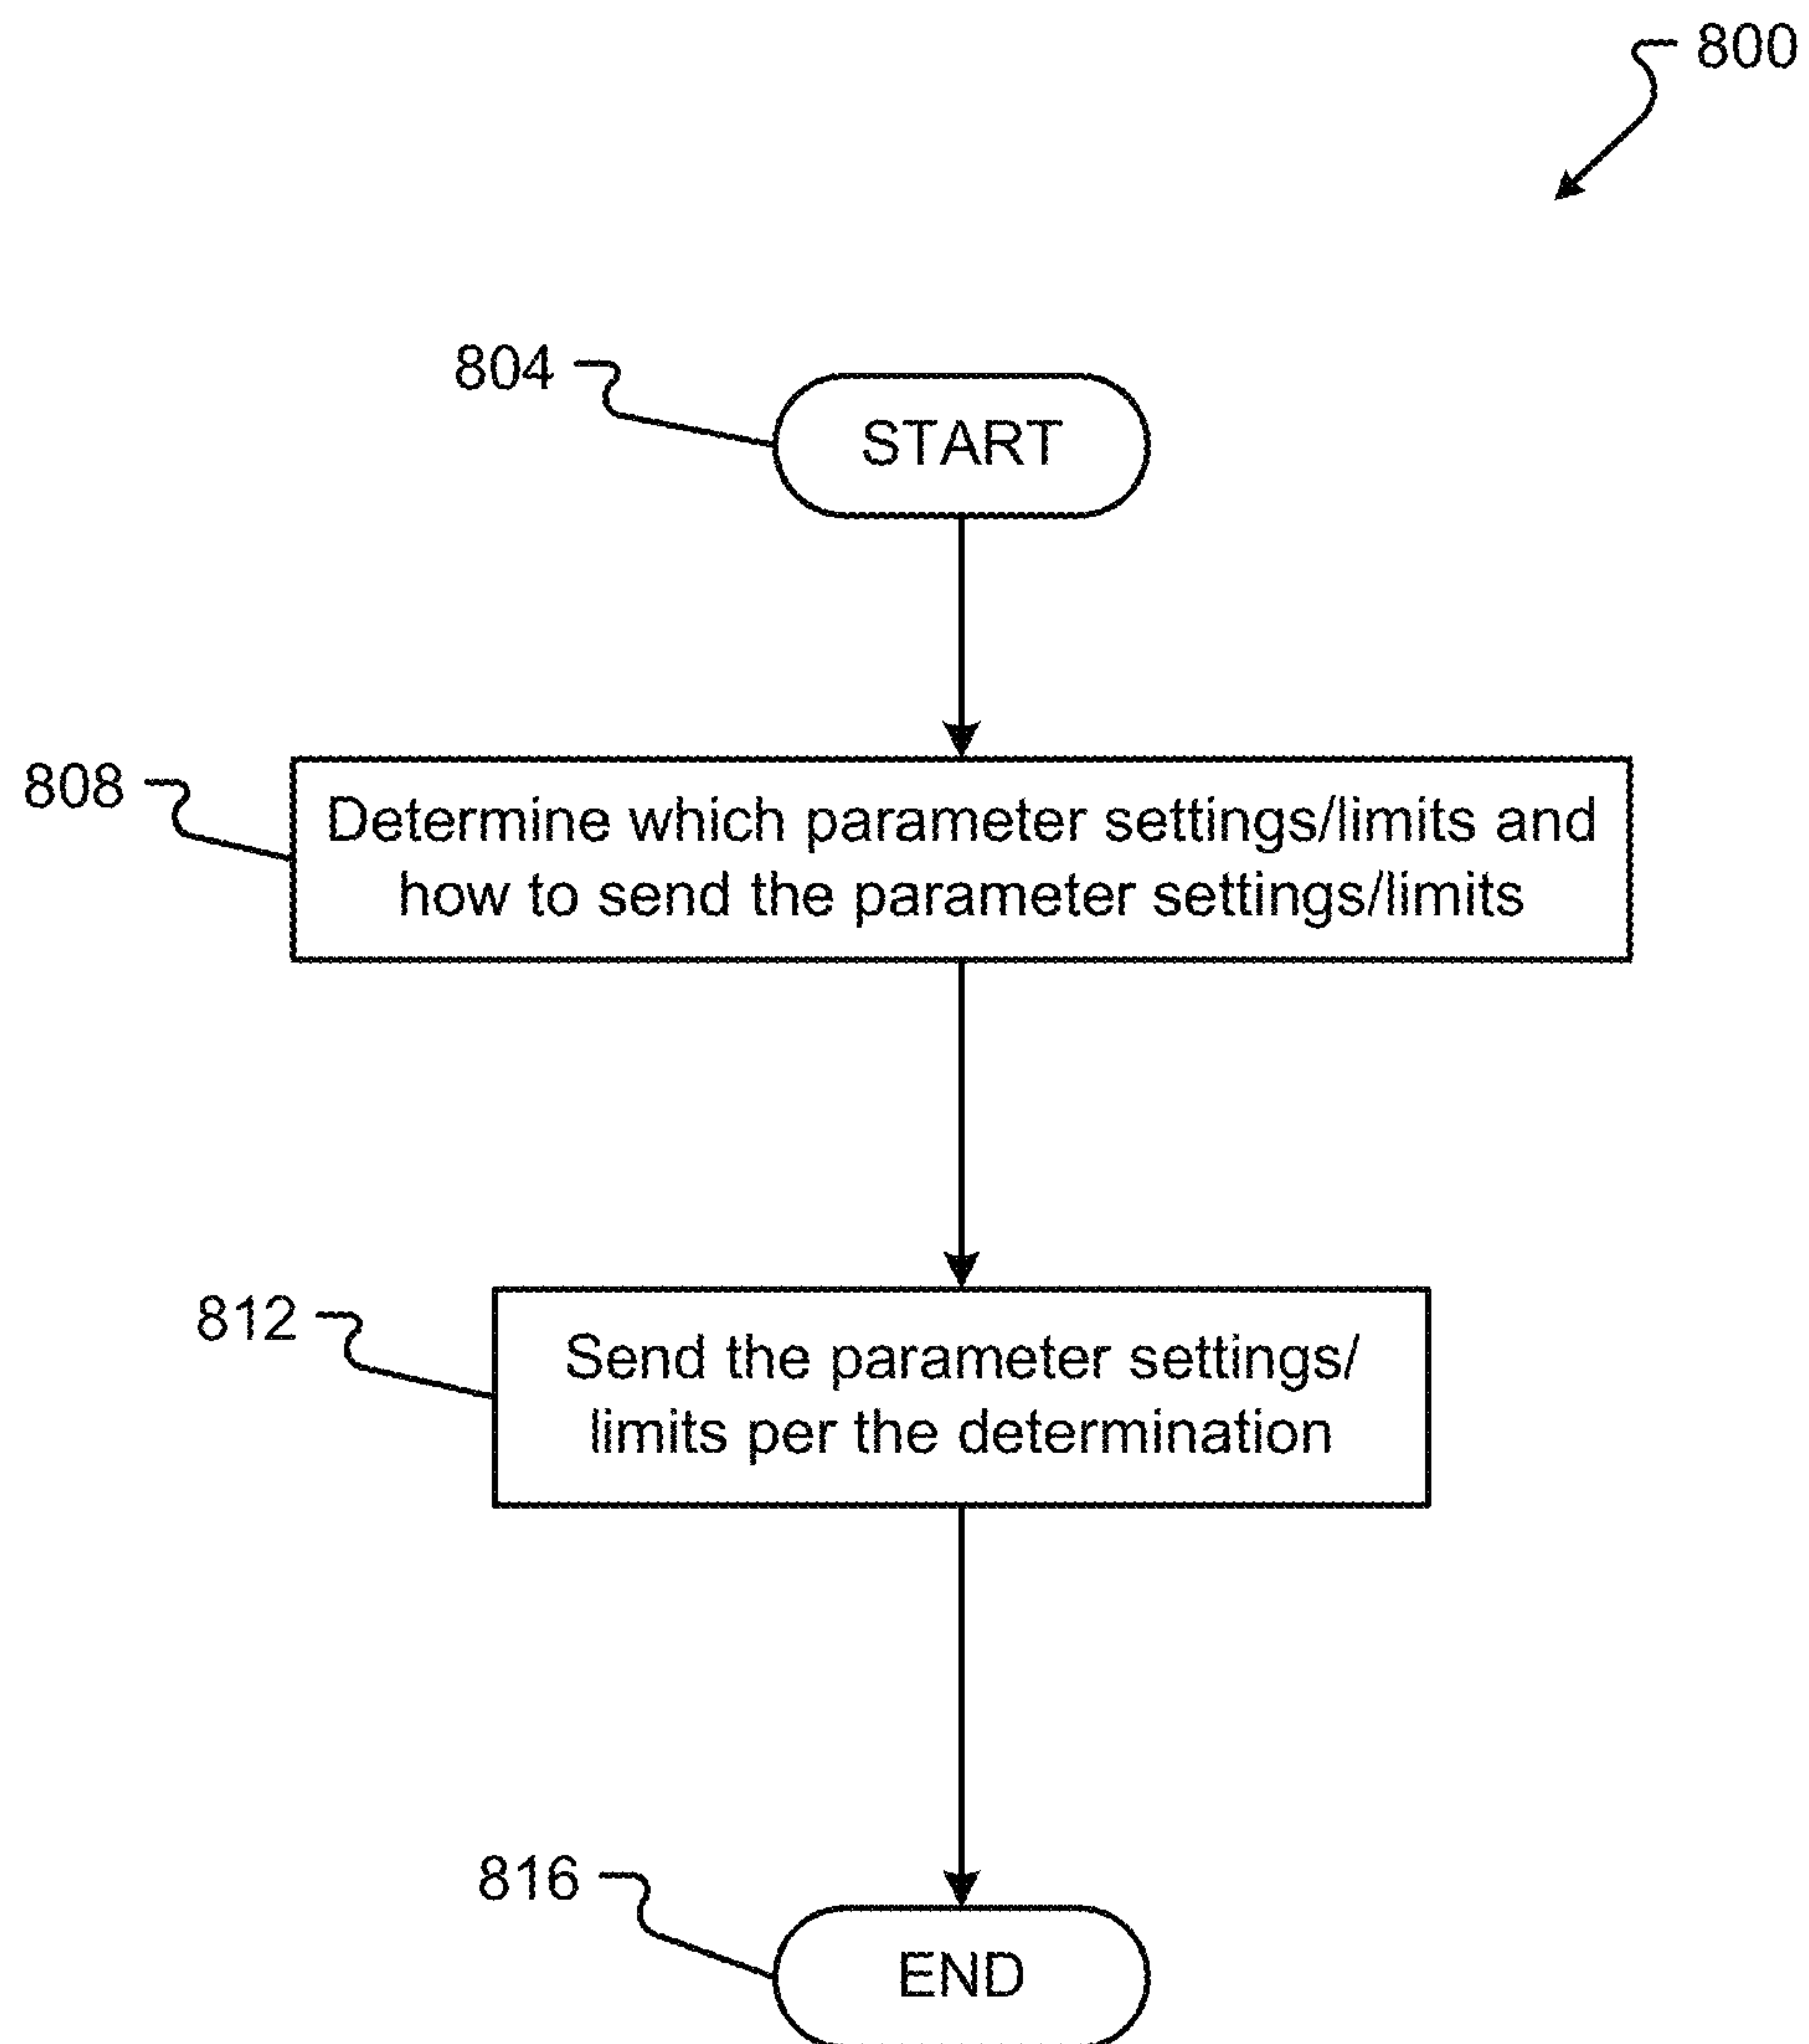 800
804
START
808
Determine which parameter settings/limits and
how to send the parameter settings/limits
812
Send the parameter settings/
limits per the determination
816
END